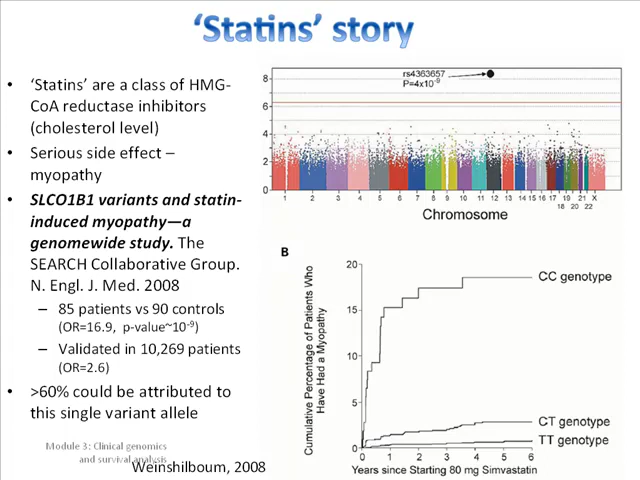 'Statins' story
• 'Statins' are a class of HMG-
CoA reductase inhibitors
(cholesterol level)
• Serious side effect –
myopathy
• SLCO1B1 variants and statin-
induced myopathy—a
genomewide study. The
SEARCH Collaborative Group.
N. Engl. J. Med. 2008
– 85 patients vs 90 controls
(OR=16.9, p-value~10⁻⁹)
– Validated in 10,269 patients
(OR=2.6)
• >60% could be attributed to
this single variant allele
Module 3: Clinical genomics
and survival analysis
Weinshilboum, 2008
rs4363657
P=4x10⁻⁹
8
6
4
2
0
1 2 3 4 5 6 7 8 9 10 11 12 13 14 15 16 17 19 21 X
18 20 22
Chromosome
B
Cumulative Percentage of Patients Who
Have Had a Myopathy
20
15
10
5
0
CC genotype
CT genotype
TT genotype
0 1 2 3 4 5 6
Years since Starting 80 mg Simvastatin